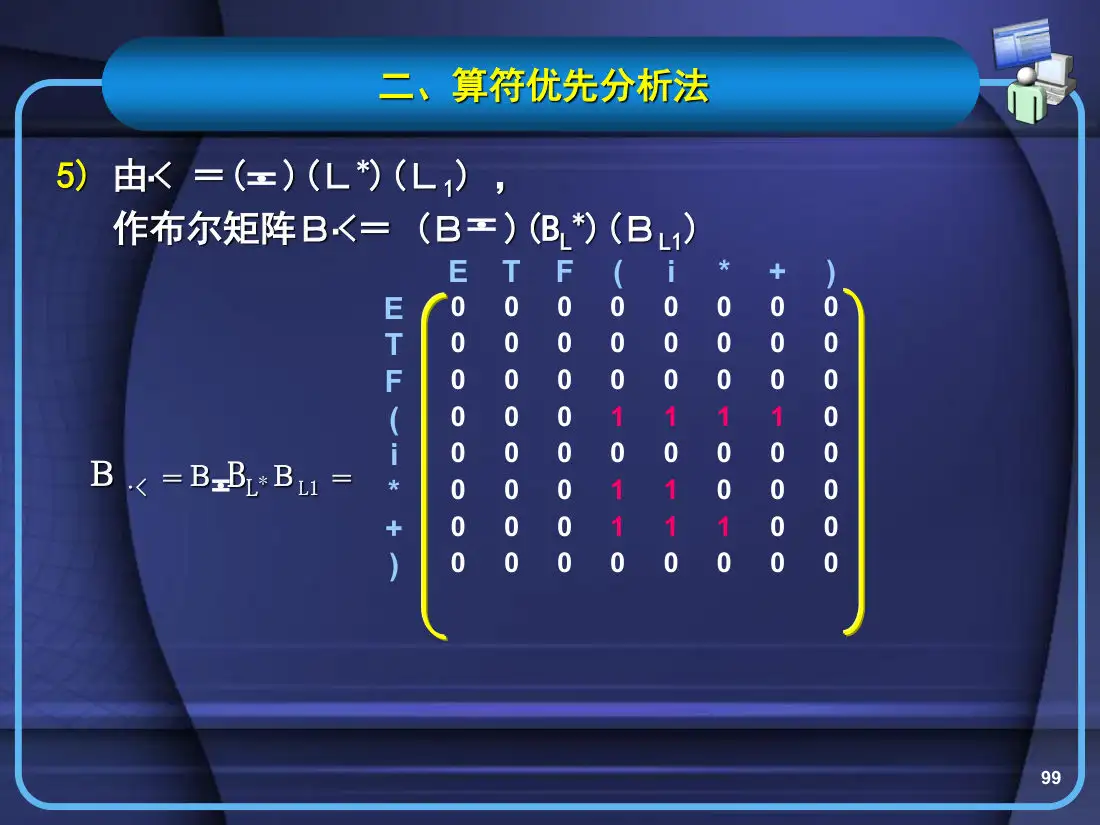 二、算符优先分析法
5) 由⋖ =(≐)(L*)(L1) ,
作布尔矩阵B⋖= (B≐)(BL*)(BL1)
E T F ( i * + )
E 0 0 0 0 0 0 0 0
T 0 0 0 0 0 0 0 0
F 0 0 0 0 0 0 0 0
( 0 0 0 1 1 1 1 0
i 0 0 0 0 0 0 0 0
* 0 0 0 1 1 0 0 0
+ 0 0 0 1 1 1 0 0
) 0 0 0 0 0 0 0 0
B ⋖ = B≐BL* BL1 =
99